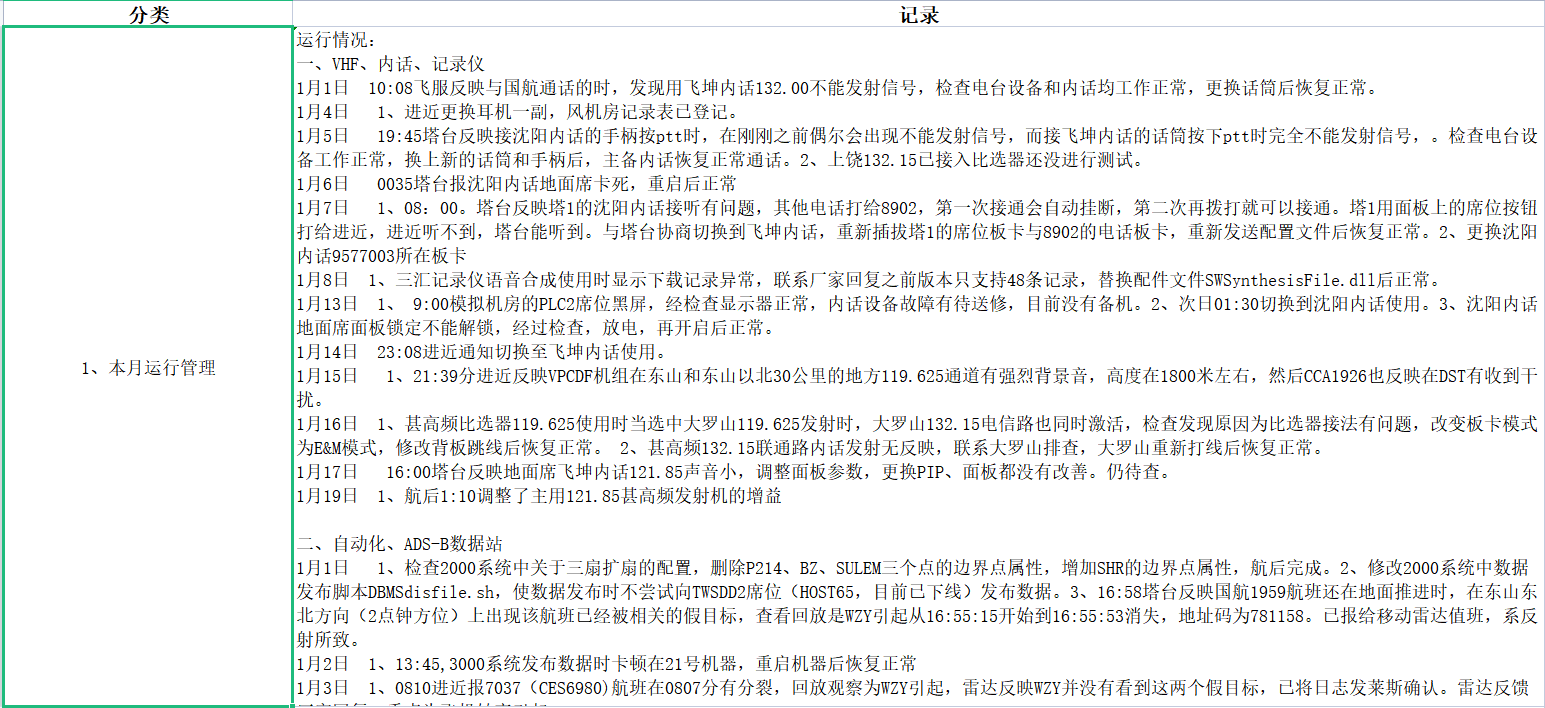 分类
记录
1、本月运行管理
运行情况:
一、VHF、内话、记录仪
1月1日 10:08飞服反映与国航通话的时，发现用飞坤内话132.00不能发射信号，检查电台设备和内话均工作正常，更换话筒后恢复正常。
1月4日 1、进近更换耳机一副，风机房记录表已登记。
1月5日 19:45塔台反映接沈阳内话的手柄按ptt时，在刚刚之前偶尔会出现不能发射信号，而接飞坤内话的话筒按下ptt时完全不能发射信号，。检查电台设
备工作正常，换上新的话筒和手柄后，主备内话恢复正常通话。2、上饶132.15已接入比选器还没进行测试。
1月6日 0035塔台报沈阳内话地面席卡死，重启后正常
1月7日 1、08：00。塔台反映塔1的沈阳内话接听有问题，其他电话打给8902，第一次接通会自动挂断，第二次再拨打就可以接通。塔1用面板上的席位按钮
打给进近，进近听不到，塔台能听到。与塔台协商切换到飞坤内话，重新插拔塔1的席位板卡与8902的电话板卡，重新发送配置文件后恢复正常。2、更换沈阳
内话9577003所在板卡
1月8日 1、三汇记录仪语音合成使用时显示下载记录异常，联系厂家回复之前版本只支持48条记录，替换配件文件SWSynthesisFile.dll后正常。
1月13日 1、 9:00模拟机房的PLC2席位黑屏，经检查显示器正常，内话设备故障有待送修，目前没有备机。2、次日01:30切换到沈阳内话使用。3、沈阳内话
地面席面板锁定不能解锁，经过检查，放电，再开启后正常。
1月14日 23:08进近通知切换至飞坤内话使用。
1月15日 1、21:39分进近反映VPCDF机组在东山和东山以北30公里的地方119.625通道有强烈背景音，高度在1800米左右，然后CCA1926也反映在DST有收到干
扰。
1月16日 1、甚高频比选器119.625使用时当选中大罗山119.625发射时，大罗山132.15电信路也同时激活，检查发现原因为比选器接法有问题，改变板卡模式
为E&M模式，修改背板跳线后恢复正常。 2、甚高频132.15联通路内话发射无反映，联系大罗山排查，大罗山重新打线后恢复正常。
1月17日 16:00塔台反映地面席飞坤内话121.85声音小，调整面板参数，更换PIP、面板都没有改善。仍待查。
1月19日 1、航后1:10调整了主用121.85甚高频发射机的增益
二、自动化、ADS-B数据站
1月1日 1、检查2000系统中关于三扇扩扇的配置，删除P214、BZ、SULEM三个点的边界点属性，增加SHR的边界点属性，航后完成。2、修改2000系统中数据
发布脚本DBMSdisfile.sh，使数据发布时不尝试向TWSDD2席位（HOST65，目前已下线）发布数据。3、16:58塔台反映国航1959航班还在地面推进时，在东山东
北方向（2点钟方位）上出现该航班已经被相关的假目标，查看回放是WZY引起从16:55:15开始到16:55:53消失，地址码为781158。已报给移动雷达值班，系反
射所致。
1月2日 1、13:45,3000系统发布数据时卡顿在21号机器，重启机器后恢复正常
1月3日 1、0810进近报7037（CES6980)航班在0807分有分裂，回放观察为WZY引起，雷达反映WZY并没有看到这两个假目标，已将日志发莱斯确认。雷达反馈